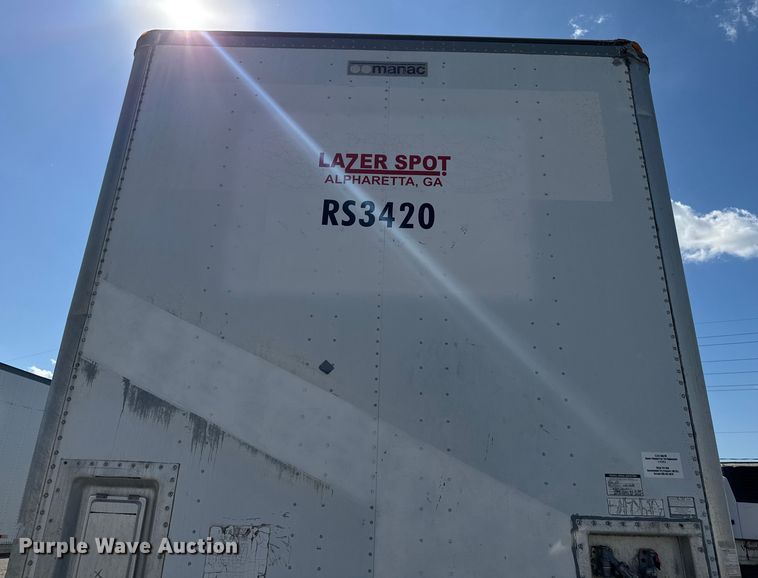 manac
LAZER SPOT
ALPHARETTA, GA
RS3420
Purple Wave Auction